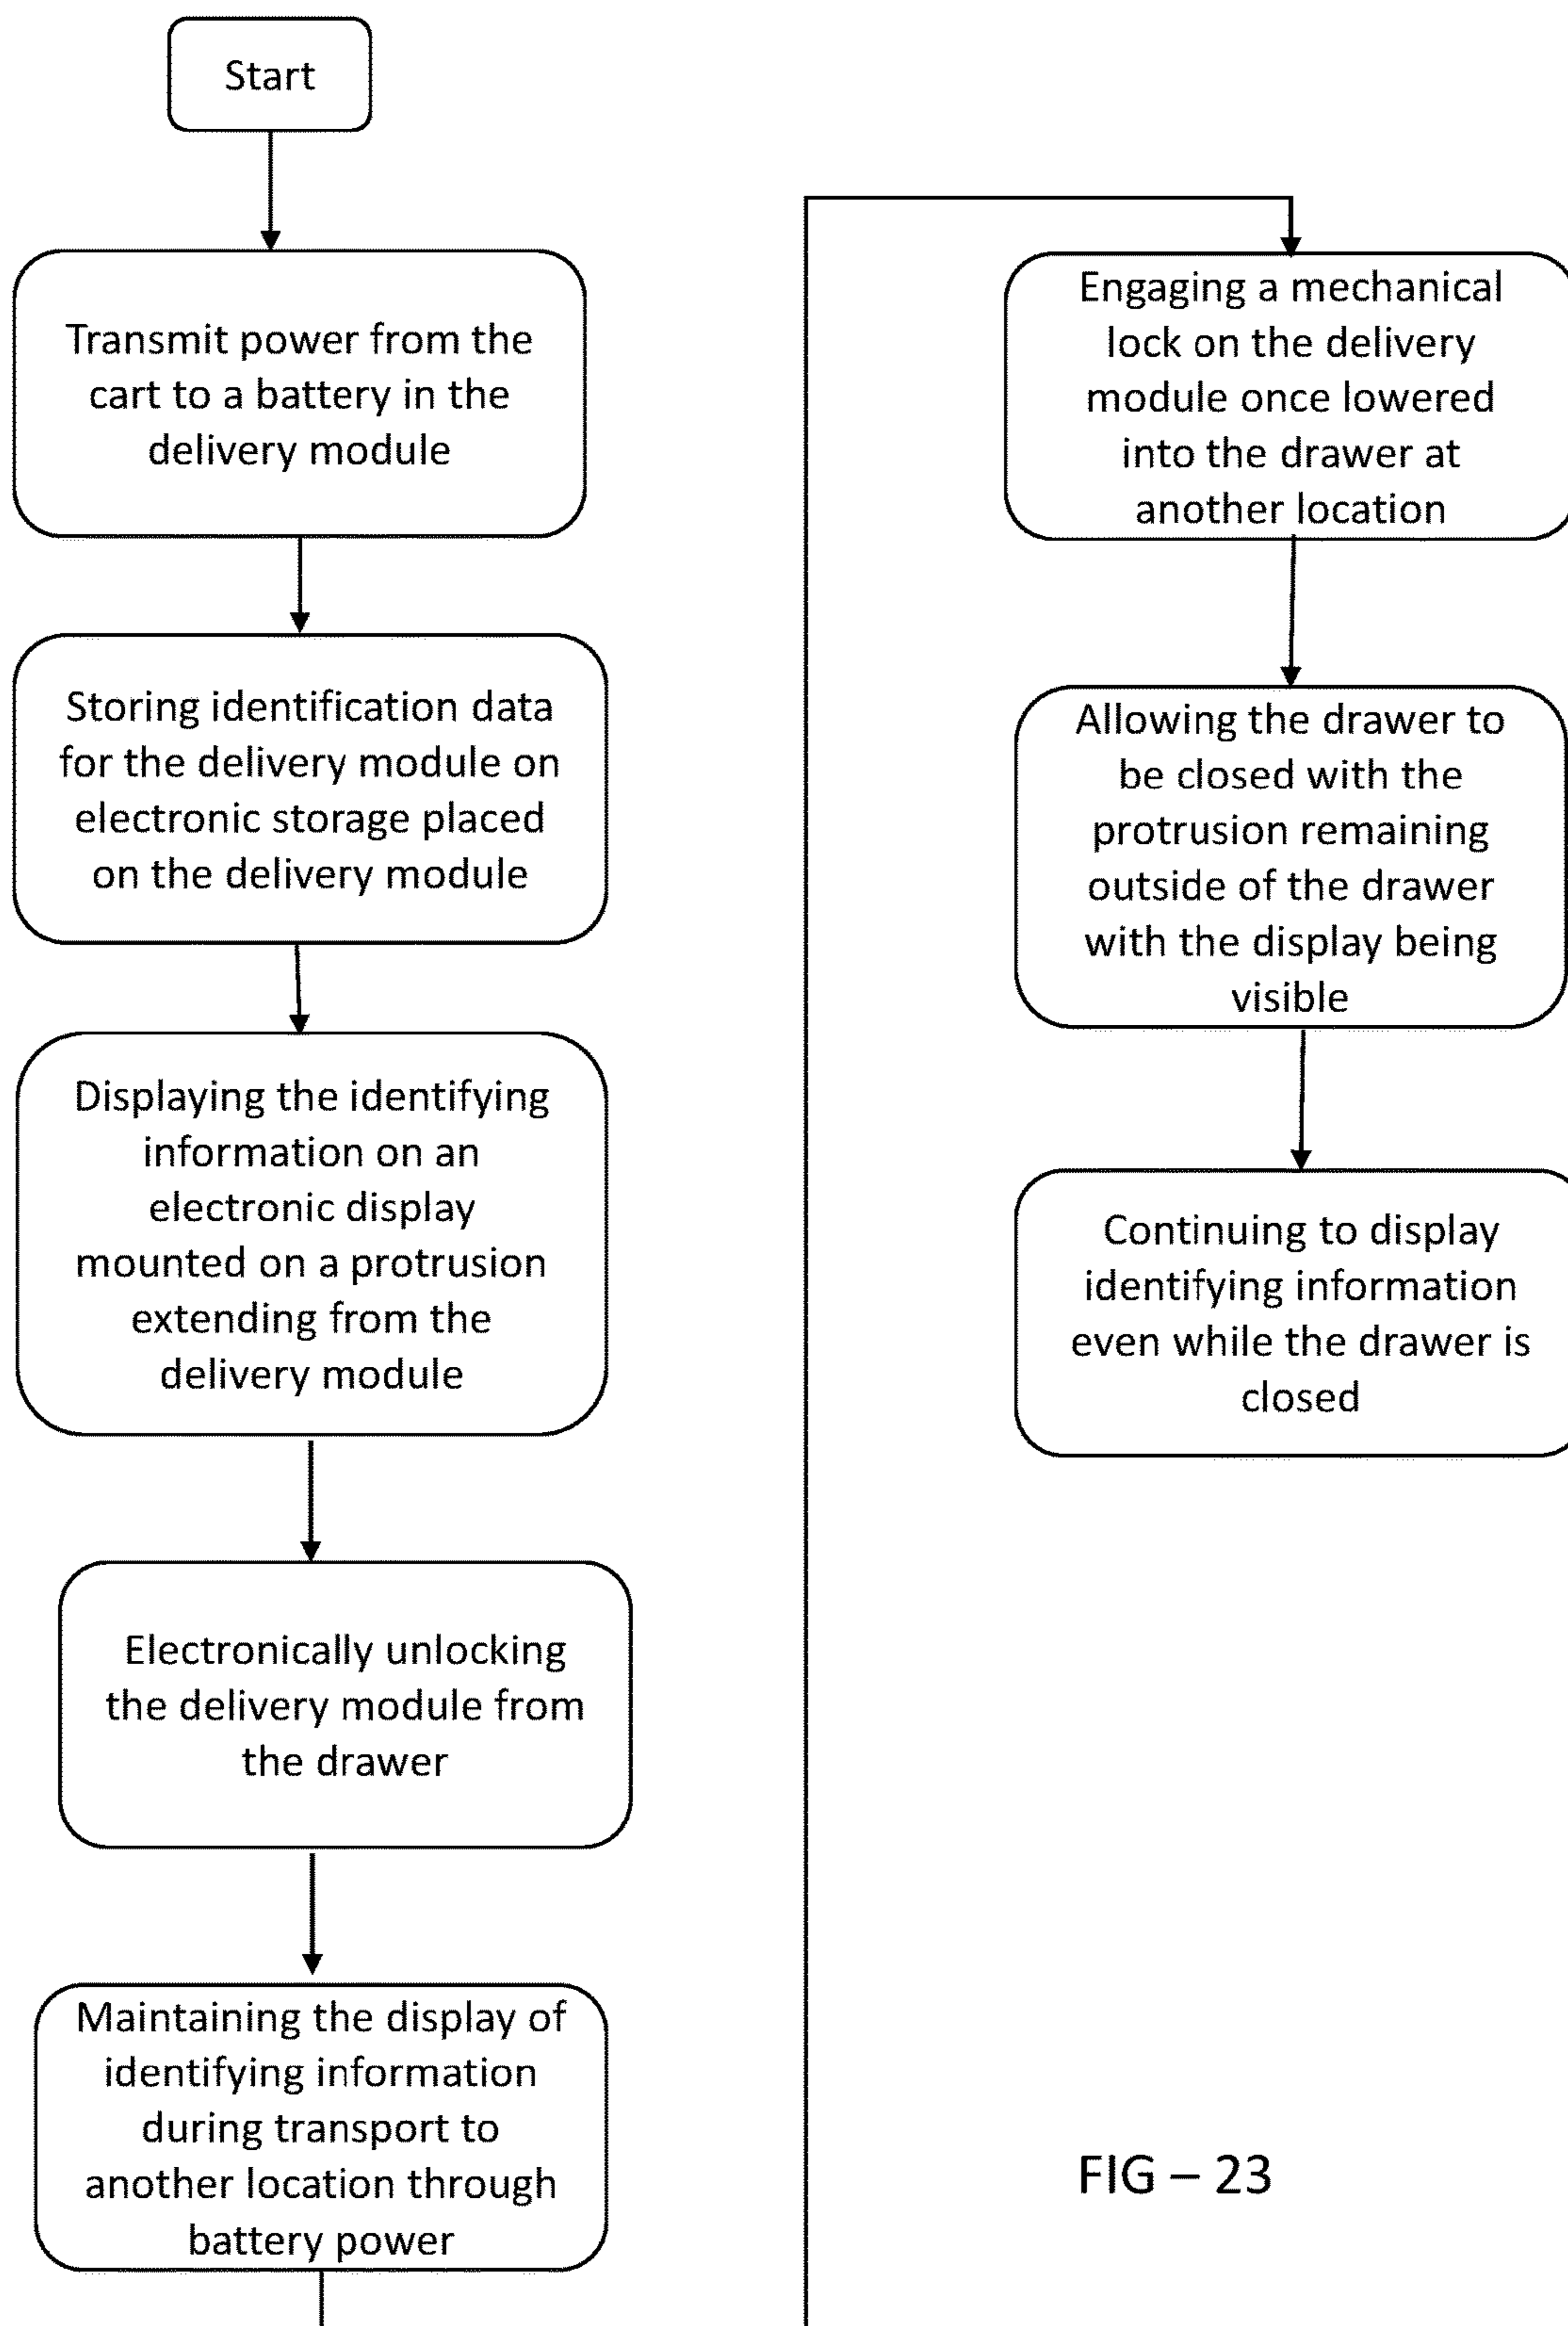 Start
Transmit power from the
cart to a battery in the
delivery module
Storing identification data
for the delivery module on
electronic storage placed
on the delivery module
Displaying the identifying
information on an
electronic display
mounted on a protrusion
extending from the
delivery module
Electronically unlocking
the delivery module from
the drawer
Maintaining the display of
identifying information
during transport to
another location through
battery power
Engaging a mechanical
lock on the delivery
module once lowered
into the drawer at
another location
Allowing the drawer to
be closed with the
protrusion remaining
outside of the drawer
with the display being
visible
Continuing to display
identifying information
even while the drawer is
closed
FIG – 23